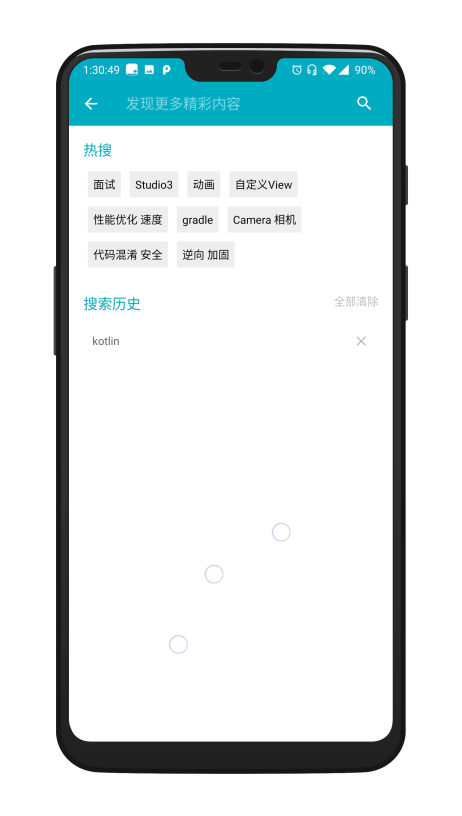 1:30:49 90%
发现更多精彩内容
热搜
面试 Studio3 动画 自定义View
性能优化 速度 gradle Camera 相机
代码混淆 安全 逆向 加固
搜索历史 全部清除
kotlin